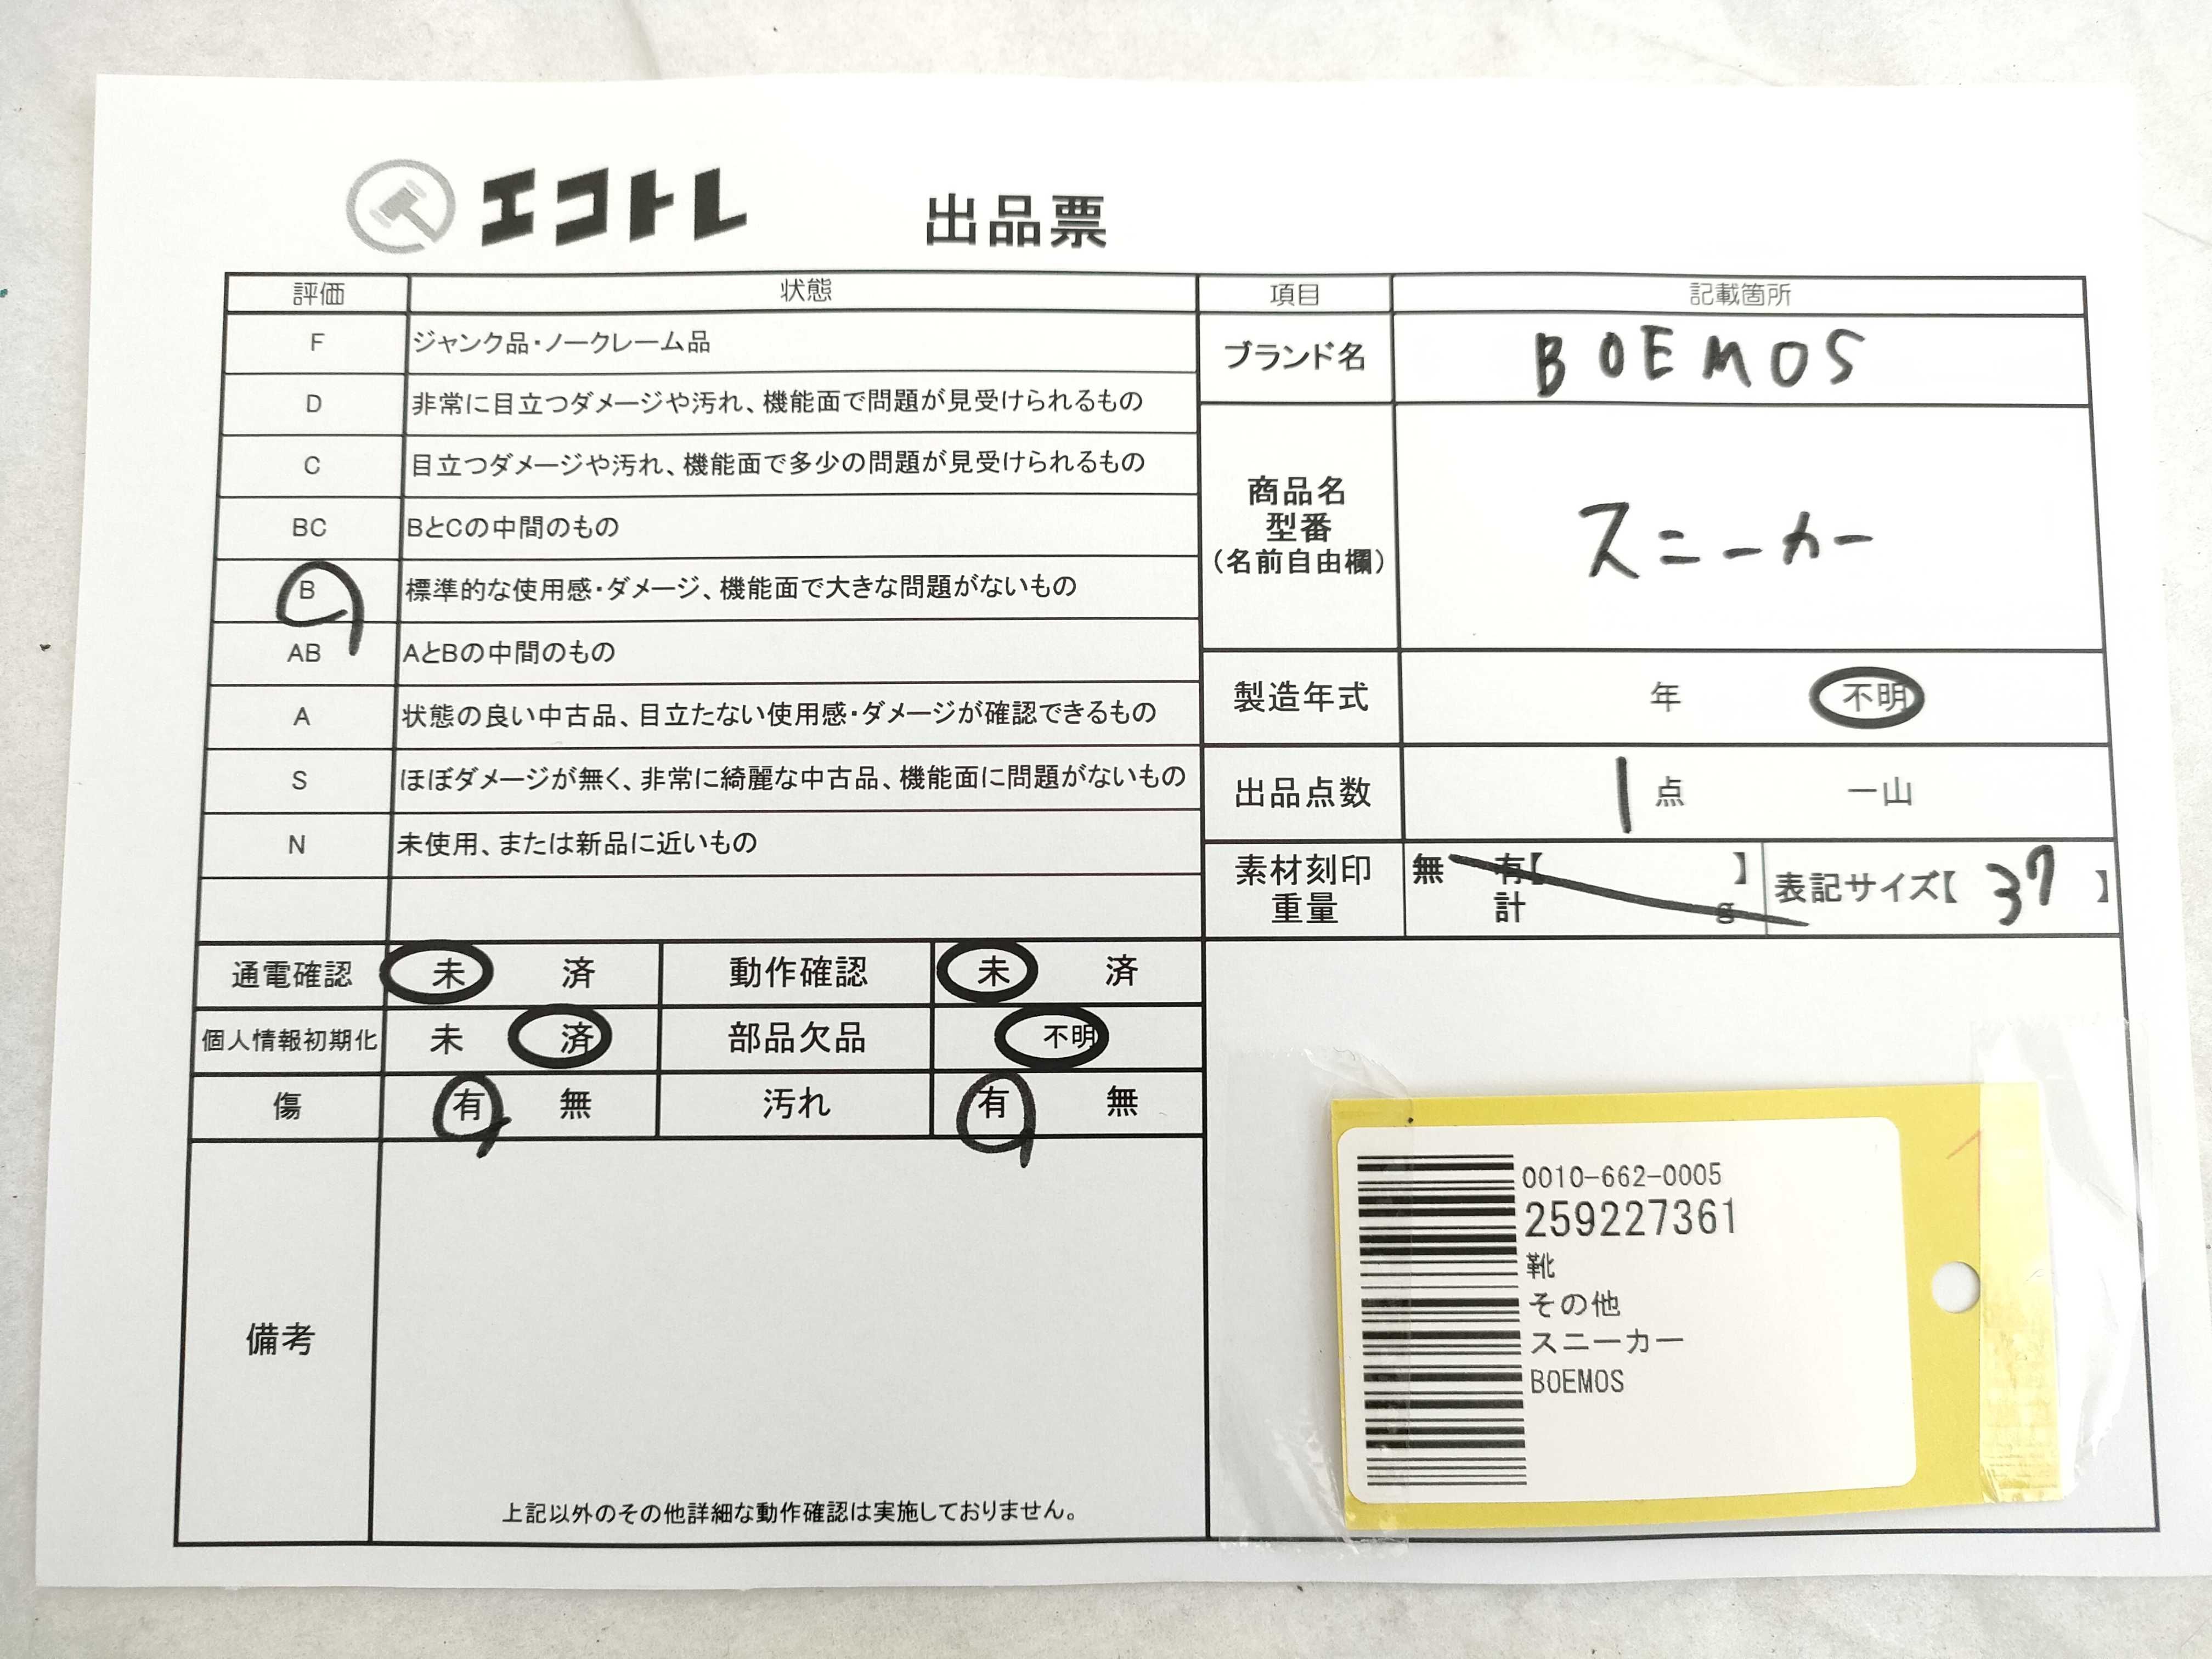 エコトレ 出品票
評価 状態
F ジャンク品・ノークレーム品
D 非常に目立つダメージや汚れ、機能面で問題が見受けられるもの
C 目立つダメージや汚れ、機能面で多少の問題が見受けられるもの
BC BとCの中間のもの
B 標準的な使用感・ダメージ、機能面で大きな問題がないもの
AB AとBの中間のもの
A 状態の良い中古品、目立たない使用感・ダメージが確認できるもの
S ほぼダメージが無く、非常に綺麗な中古品、機能面に問題がないもの
N 未使用、または新品に近いもの
項目 記載箇所
ブランド名 BOEMOS
商品名
型番
(名前自由欄)
スニーカー
製造年式 年 不明
出品点数 1点 一山
素材刻印 無 有【 】
重量 計 g
表記サイズ【 37 】
通電確認 未 済 動作確認 未 済
個人情報初期化 未 済 部品欠品 不明
傷 有 無 汚れ 有 無
備考
上記以外のその他詳細な動作確認は実施しておりません。
0010-662-0005
259227361
靴
その他
スニーカー
BOEMOS